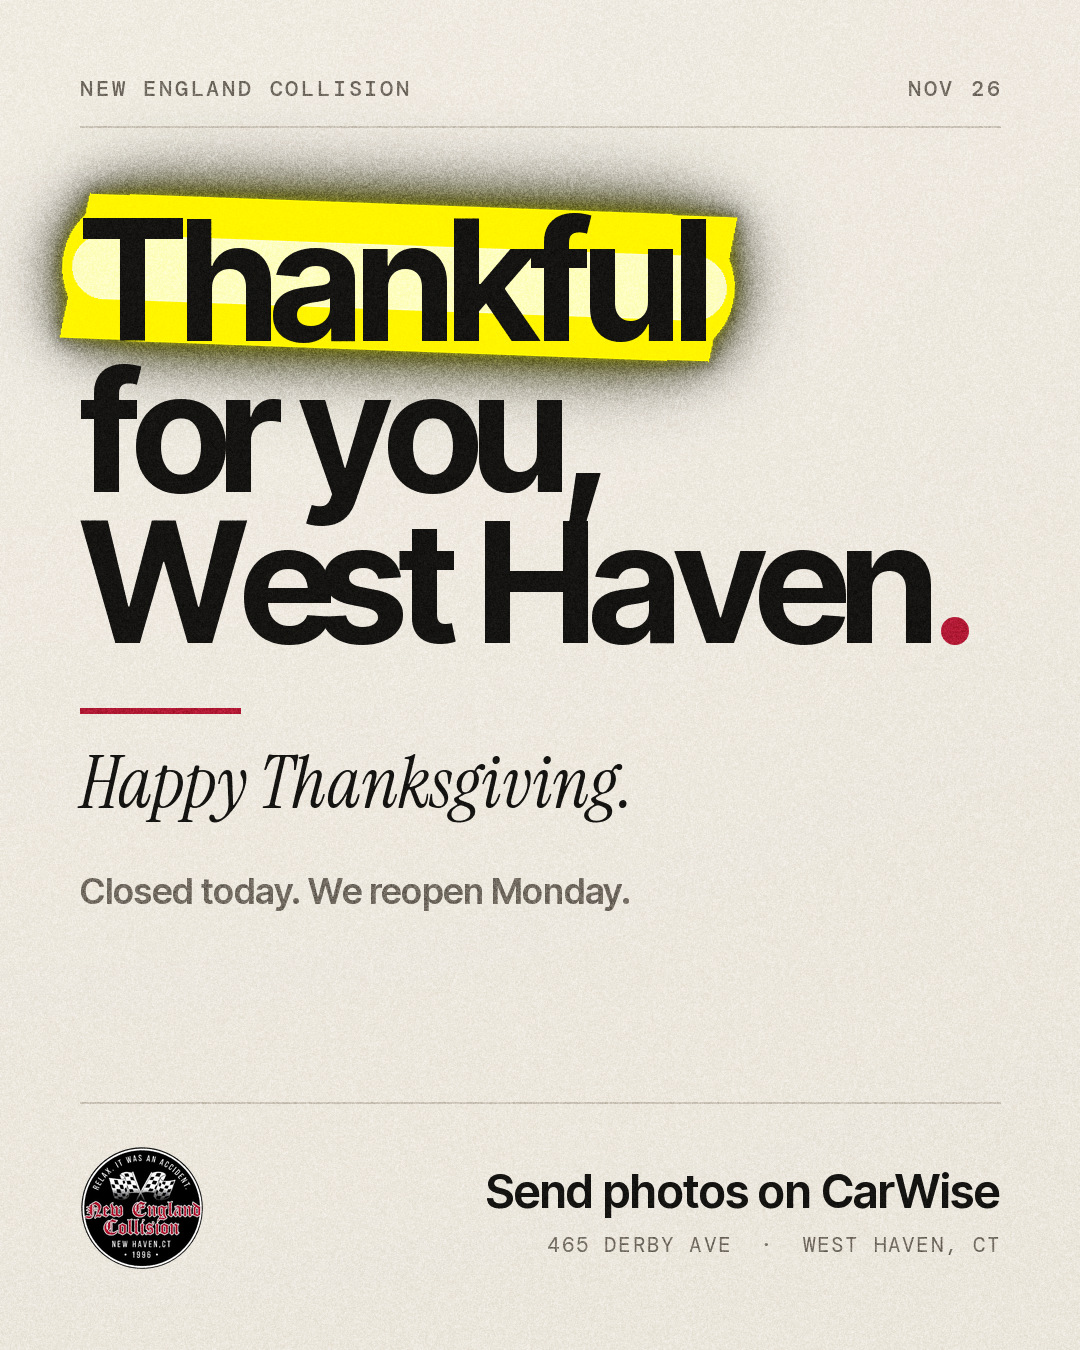 NEW ENGLAND COLLISION
NOV 26
Thankful
for you,
West Haven.
Happy Thanksgiving.
Closed today. We reopen Monday.
RELAX, IT WAS AN ACCIDENT.
New England
Collision
NEW HAVEN,CT
• 1996 •
Send photos on CarWise
465 DERBY AVE · WEST HAVEN, CT